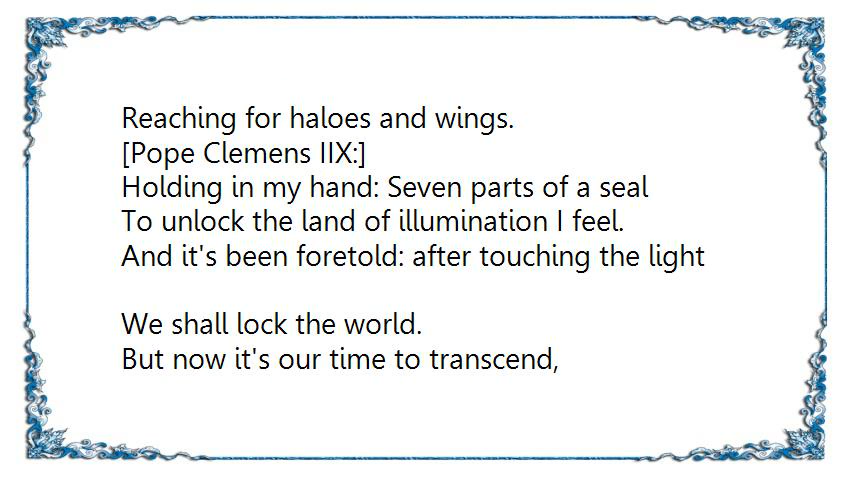 Reaching for haloes and wings.
[Pope Clemens IIX:]
Holding in my hand: Seven parts of a seal
To unlock the land of illumination I feel.
And it's been foretold: after touching the light
We shall lock the world.
But now it's our time to transcend,